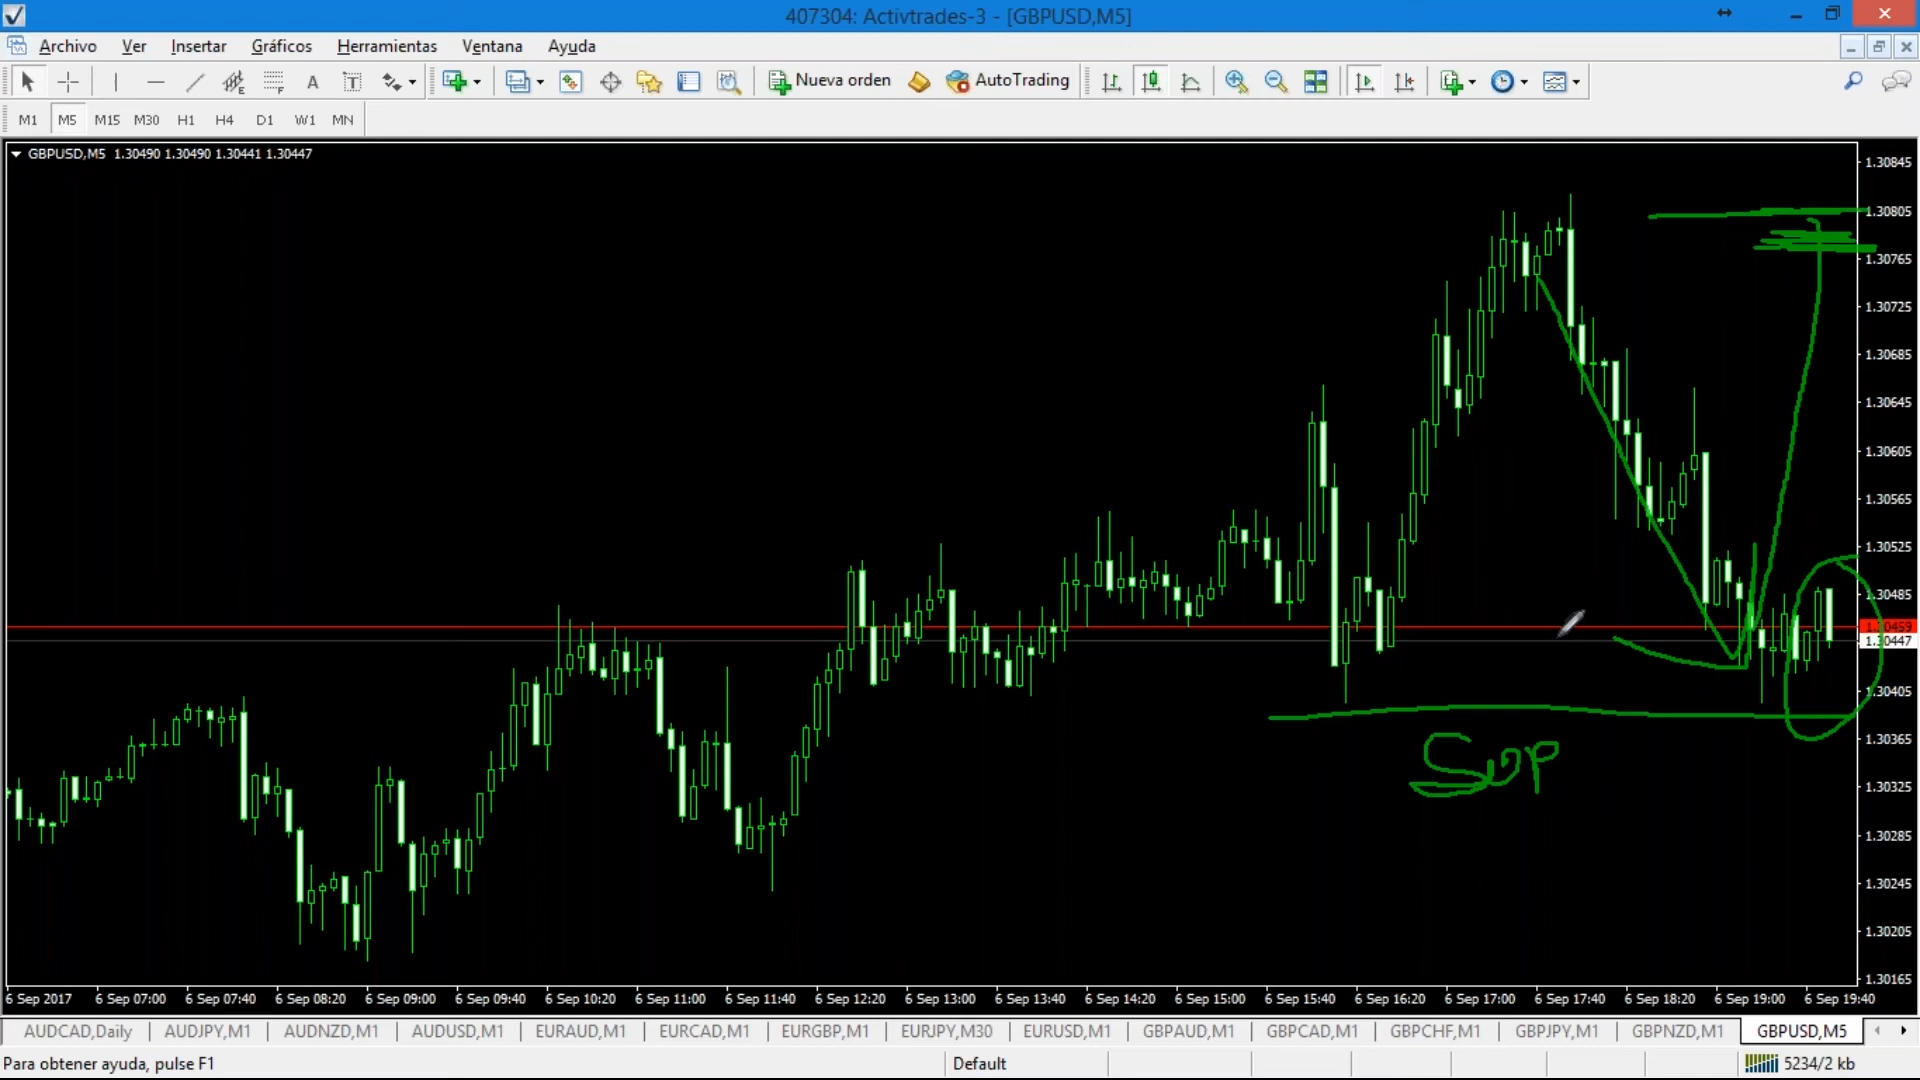 407304: Activtrades-3 - [GBPUSD,M5]
Archivo Ver Insertar Gráficos Herramientas Ventana Ayuda
A T Nueva orden AutoTrading
M1 M5 M15 M30 H1 H4 D1 W1 MN
GBPUSD,M5 1.30490 1.30490 1.30441 1.30447
1.30845
1.30805
1.30765
1.30725
1.30685
1.30645
1.30605
1.30565
1.30525
1.30485
1.30459
1.30447
1.30405
1.30365
1.30325
1.30285
1.30245
1.30205
1.30165
Sop
6 Sep 2017 6 Sep 07:00 6 Sep 07:40 6 Sep 08:20 6 Sep 09:00 6 Sep 09:40 6 Sep 10:20 6 Sep 11:00 6 Sep 11:40 6 Sep 12:20 6 Sep 13:00 6 Sep 13:40 6 Sep 14:20 6 Sep 15:00 6 Sep 15:40 6 Sep 16:20 6 Sep 17:00 6 Sep 17:40 6 Sep 18:20 6 Sep 19:00 6 Sep 19:40
AUDCAD,Daily AUDJPY,M1 AUDNZD,M1 AUDUSD,M1 EURAUD,M1 EURCAD,M1 EURGBP,M1 EURJPY,M30 EURUSD,M1 GBPAUD,M1 GBPCAD,M1 GBPCHF,M1 GBPJPY,M1 GBPNZD,M1 GBPUSD,M5
Para obtener ayuda, pulse F1 Default 5234/2 kb